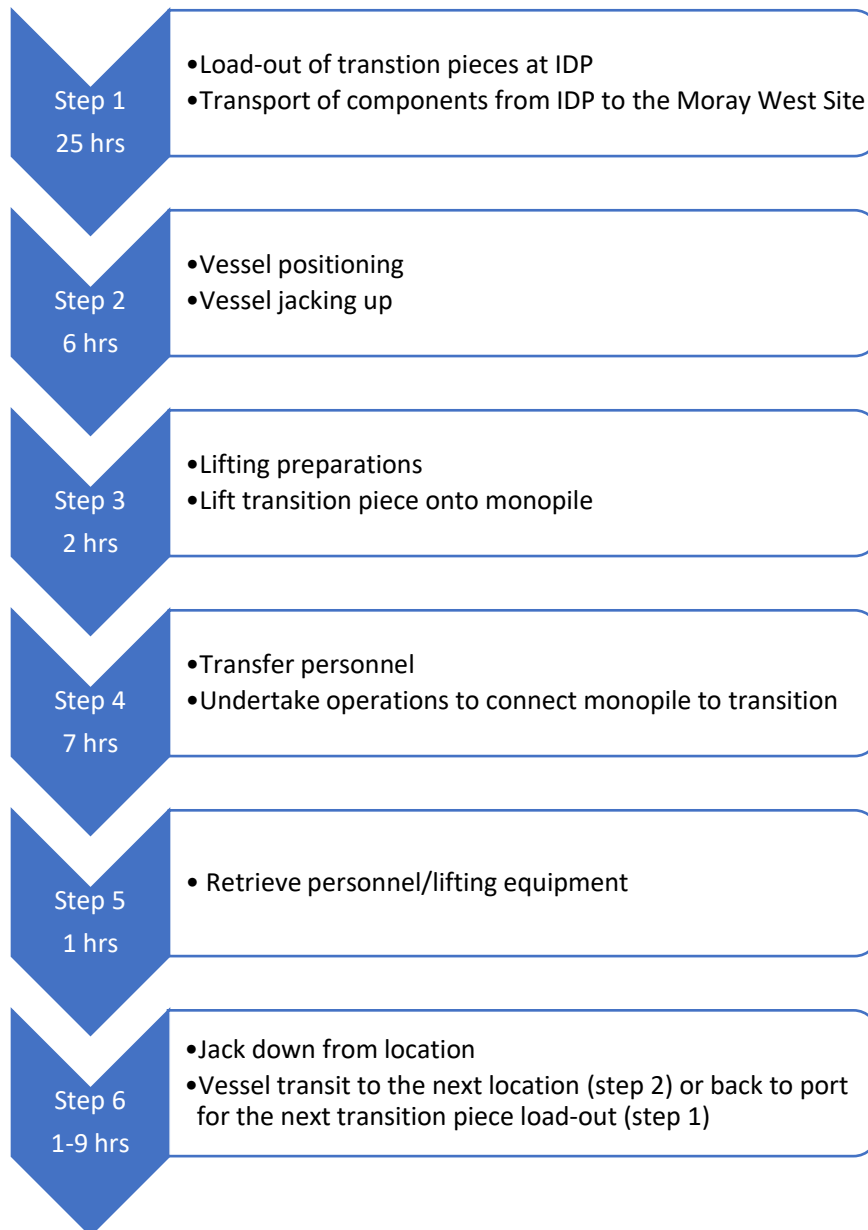 Step 1
25 hrs
•Load-out of transtion pieces at IDP
•Transport of components from IDP to the Moray West Site
Step 2
6 hrs
•Vessel positioning
•Vessel jacking up
Step 3
2 hrs
•Lifting preparations
•Lift transition piece onto monopile
Step 4
7 hrs
•Transfer personnel
•Undertake operations to connect monopile to transition
Step 5
1 hrs
• Retrieve personnel/lifting equipment
Step 6
1-9 hrs
•Jack down from location
•Vessel transit to the next location (step 2) or back to port
for the next transition piece load-out (step 1)